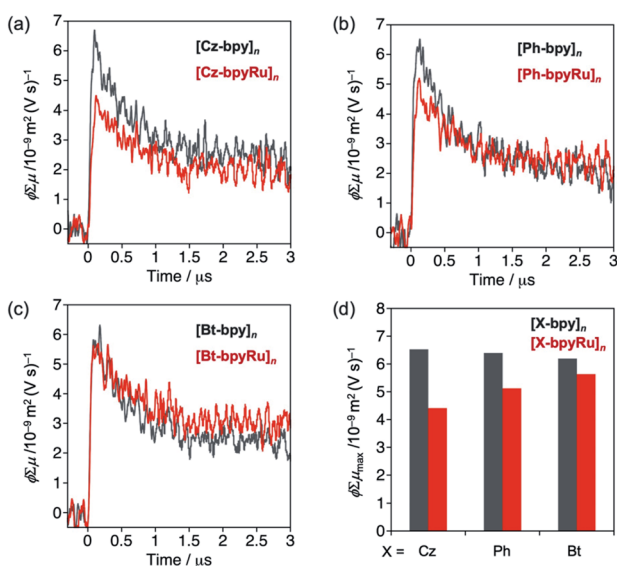 (a)
[Cz-bpy]n
[Cz-bpyRu]n
ϕΣμ /10−9 m2 (V s)−1
7
6
5
4
3
2
1
0
0 0.5 1 1.5 2 2.5 3
Time / μs
(b)
[Ph-bpy]n
[Ph-bpyRu]n
ϕΣμ /10−9 m2 (V s)−1
7
6
5
4
3
2
1
0
0 0.5 1 1.5 2 2.5 3
Time / μs
(c)
[Bt-bpy]n
[Bt-bpyRu]n
ϕΣμ /10−9 m2 (V s)−1
7
6
5
4
3
2
1
0
0 0.5 1 1.5 2 2.5 3
Time / μs
(d)
[X-bpy]n
[X-bpyRu]n
ϕΣμmax /10−9 m2 (V s)−1
8
7
6
5
4
3
2
1
0
X = Cz Ph Bt